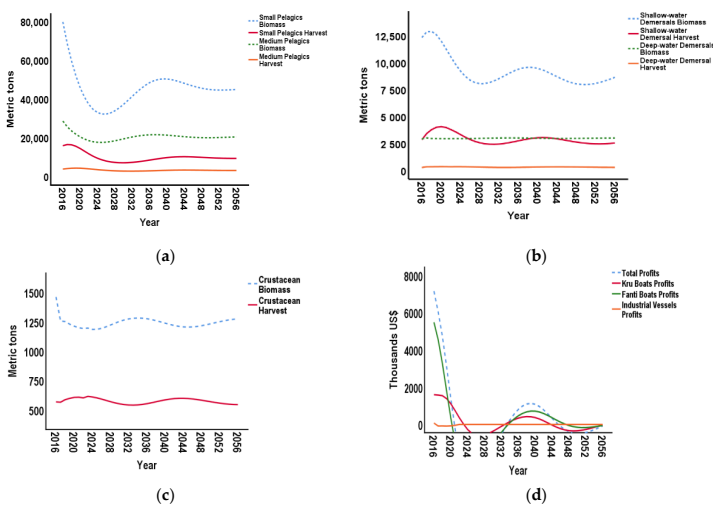 Small Pelagics
Biomass
Small Pelagics Harvest
Medium Pelagics
Biomass
Medium Pelagics
Harvest
80,000
60,000
40,000
20,000
0
Metric tons
2016
2020
2024
2028
2032
2036
2040
2044
2048
2052
2056
Year
(a)
Shallow-water
Demersals Biomass
Shallow-water
Demersal Harvest
Deep-water Demersals
Biomass
Deep-water Demersal
Harvest
12,500
10,000
7 500
5 000
2 500
0
Metric tons
2016
2020
2024
2028
2032
2036
2040
2044
2048
2052
2056
Year
(b)
Crustacean
Biomass
Crustacean
Harvest
1500
1250
1000
750
500
Metric tons
2016
2020
2024
2028
2032
2036
2040
2044
2048
2052
2056
Year
(c)
Total Profits
Kru Boats Profits
Fanti Boats Profits
Industrial Vessels
Profits
8000
6000
4000
2000
0
Thousands US$
2016
2020
2024
2028
2032
2036
2040
2044
2048
2052
2056
Year
(d)